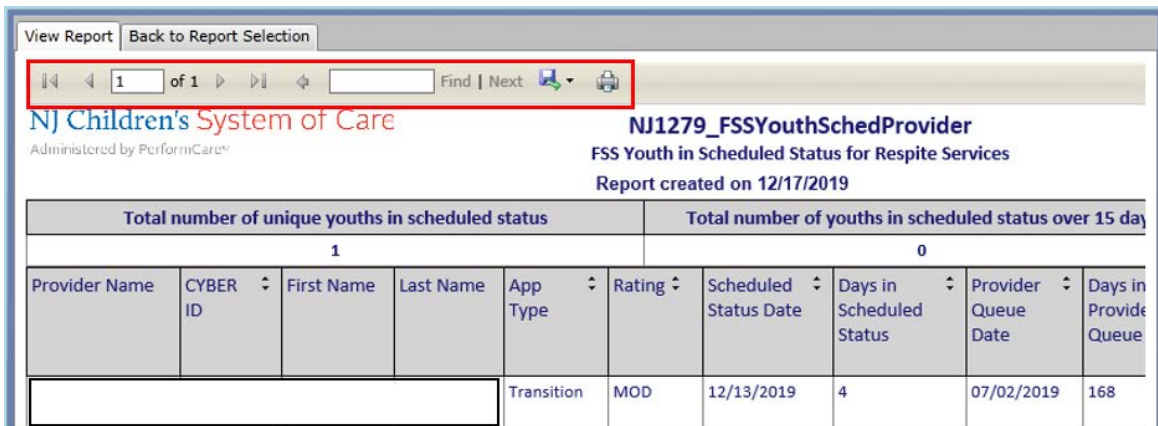 View Report Back to Report Selection
1 of 1 Find | Next
NJ Children's System of Care
Administered by PerformCare℠
NJ1279_FSSYouthSchedProvider
FSS Youth in Scheduled Status for Respite Services
Report created on 12/17/2019
Total number of unique youths in scheduled status Total number of youths in scheduled status over 15 day
1 0
Provider Name CYBER ID First Name Last Name App Type Rating Scheduled Status Date Days in Scheduled Status Provider Queue Date Days in Provide Queue
Transition MOD 12/13/2019 4 07/02/2019 168